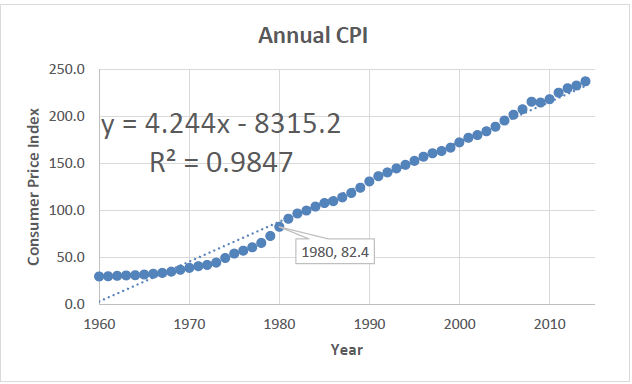 Annual CPI
250.0
200.0
150.0
100.0
50.0
0.0
Consumer Price Index
y = 4.244x - 8315.2
R² = 0.9847
1980, 82.4
1960 1970 1980 1990 2000 2010
Year